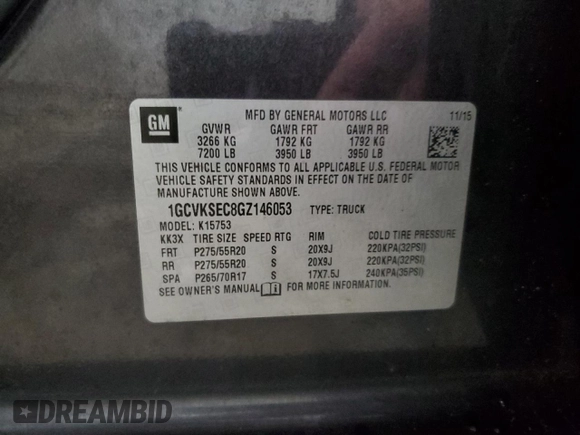 GM
MFD BY GENERAL MOTORS LLC 11/15
GVWR GAWR FRT GAWR RR
3266 KG 1792 KG 1792 KG
7200 LB 3950 LB 3950 LB
THIS VEHICLE CONFORMS TO ALL APPLICABLE U.S. FEDERAL MOTOR
VEHICLE SAFETY STANDARDS IN EFFECT ON THE DATE OF
MANUFACTURE SHOWN ABOVE.
1GCVKSEC8GZ146053 TYPE: TRUCK
MODEL: K15753
KK3X TIRE SIZE SPEED RTG RIM COLD TIRE PRESSURE
FRT P275/55R20 S 20X9J 220KPA(32PSI)
RR P275/55R20 S 20X9J 220KPA(32PSI)
SPA P265/70R17 S 17X7.5J 240KPA(35PSI)
SEE OWNER'S MANUAL FOR MORE INFORMATION.
DREAMBID